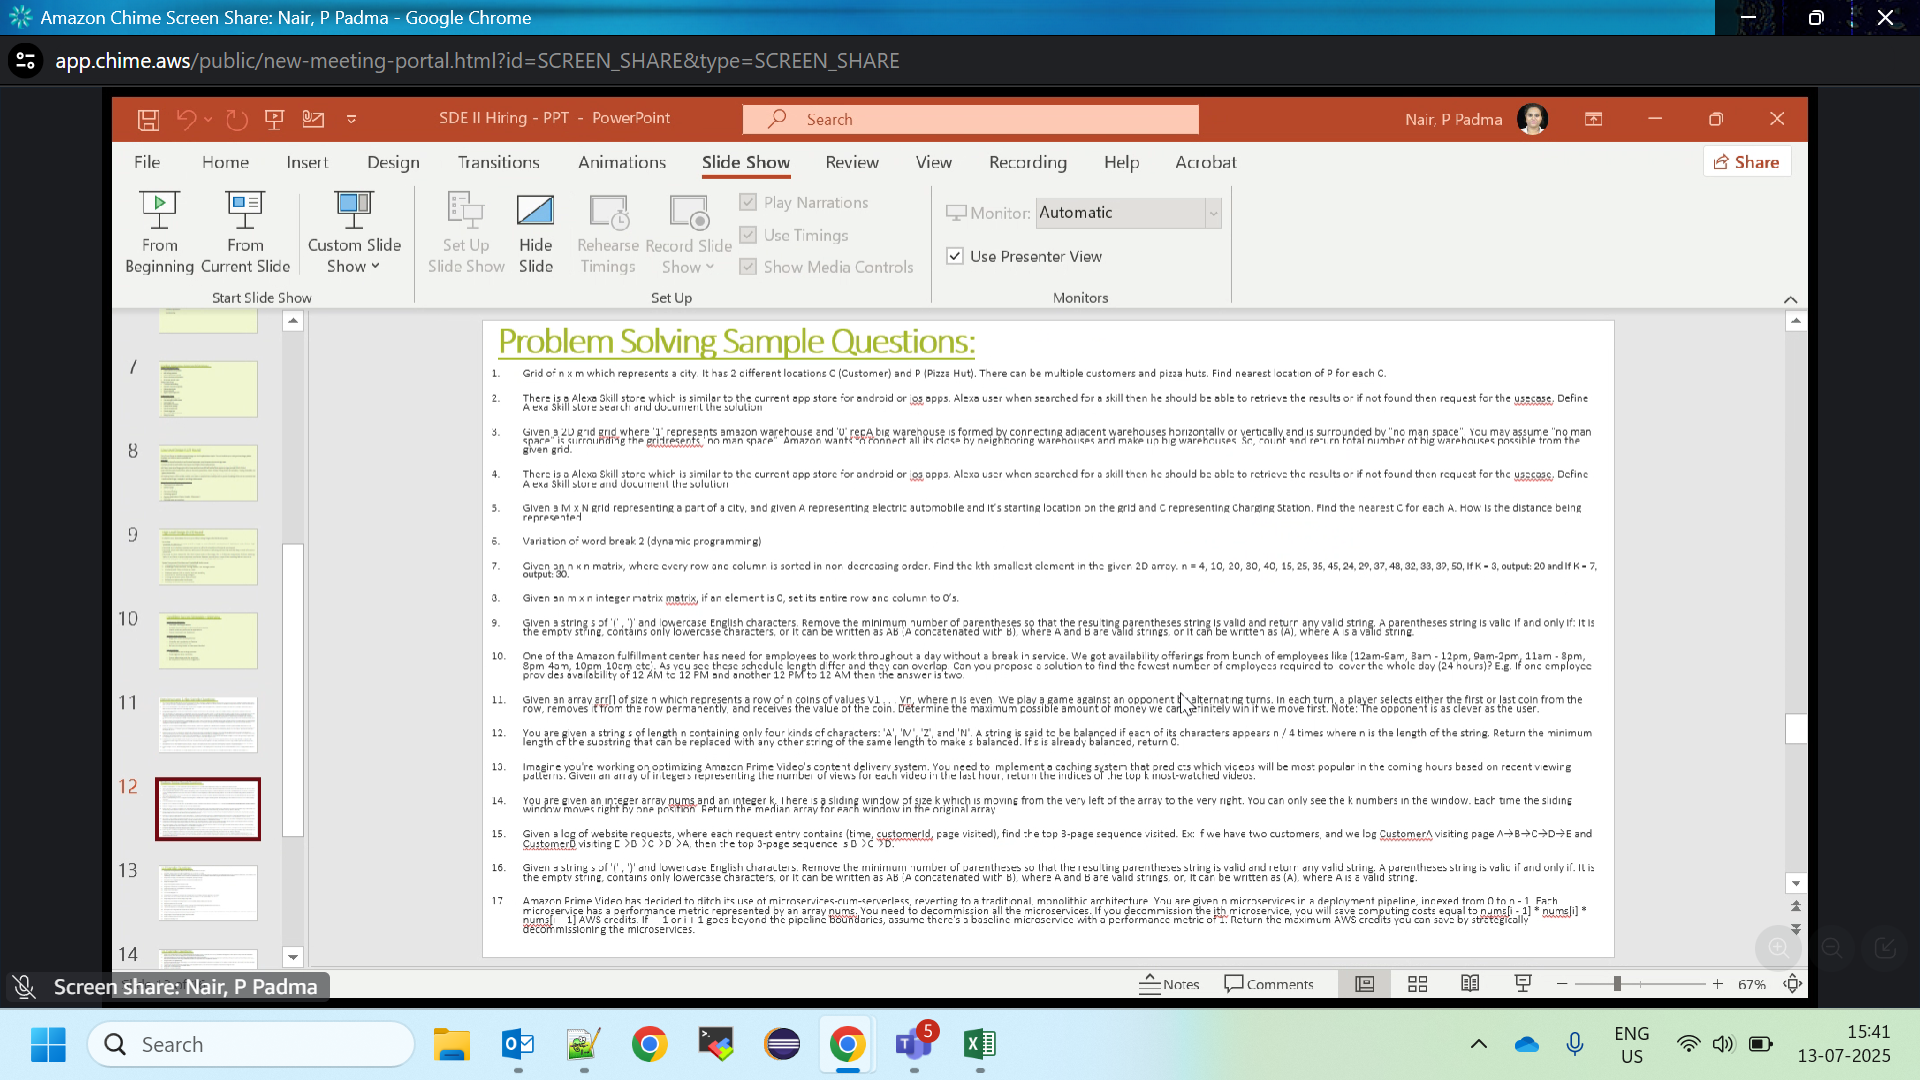 Amazon Chime Screen Share: Nair, P Padma - Google Chrome
app.chime.aws/public/new-meeting-portal.html?id=SCREEN_SHARE&type=SCREEN_SHARE
SDE II Hiring - PPT - PowerPoint
Search
Nair, P Padma
File Home Insert Design Transitions Animations Slide Show Review View Recording Help Acrobat
Share
From Beginning
From Current Slide
Custom Slide Show
Set Up Slide Show
Hide Slide
Rehearse Timings
Record Slide Show
Play Narrations
Use Timings
Show Media Controls
Monitor: Automatic
Use Presenter View
Start Slide Show
Set Up
Monitors
7
8
9
10
11
12
13
14
Problem Solving Sample Questions:
1. Grid of n x m which represents a city. It has 2 different locations C (Customer) and P (Pizza Hut). There can be multiple customers and pizza huts. Find nearest location of P for each C.
2. There is a Alexa Skill store which is similar to the current app store for android or ios apps. Alexa user when searched for a skill then he should be able to retrieve the results or if not found then request for the usecase. Define
Alexa Skill store search and document the solution
3. Given a 2D grid grid where '1' represents amazon warehouse and '0' repA big warehouse is formed by connecting adjacent warehouses horizontally or vertically and is surrounded by "no man space". You may assume "no man
space" is surrounding the gridresents "no man space". Amazon wants to connect all its close by neighboring warehouses and make up big warehouses. So, count and return total number of big warehouses possible from the
given grid.
4. There is a Alexa Skill store which is similar to the current app store for android or ios apps. Alexa user when searched for a skill then he should be able to retrieve the results or if not found then request for the usecase. Define
Alexa Skill store and document the solution
5. Given a M x N grid representing a part of a city, and given A representing electric automobile and it's starting location on the grid and C representing Charging Station. Find the nearest C for each A. How is the distance being
represented
6. Variation of word break 2 (dynamic programming)
7. Given an n x n matrix, where every row and column is sorted in non-decreasing order. Find the kth smallest element in the given 2D array. n = 4, 10, 20, 30, 40, 15, 25, 35, 45, 24, 29, 37, 48, 32, 33, 39, 50, if K = 3, output: 20 and if K = 7,
output: 30.
8. Given an m x n integer matrix matrix, if an element is 0, set its entire row and column to 0's.
9. Given a string s of '(' , ')' and lowercase English characters. Remove the minimum number of parentheses so that the resulting parentheses string is valid and return any valid string. A parentheses string is valid if and only if: It is
the empty string, contains only lowercase characters, or It can be written as AB (A concatenated with B), where A and B are valid strings, or It can be written as (A), where A is a valid string.
10. One of the Amazon fulfillment center has need for employees to work throughout a day without a break in service. We got availability offerings from bunch of employees like (12am-9am, 8am - 12pm, 9am-2pm, 11am - 8pm,
8pm-4am, 10pm-10am etc). As you see these schedule length differ and they can overlap. Can you propose a solution to find the fewest number of employees required to cover the whole day (24 hours)? E.g. If one employee
provides availability of 12 AM to 12 PM and another 12 PM to 12 AM then the answer is two.
11. Given an array arr[] of size n which represents a row of n coins of values V1 . . . Vn, where n is even. We play a game against an opponent by alternating turns. In each turn, a player selects either the first or last coin from the
row, removes it from the row permanently, and receives the value of the coin. Determine the maximum possible amount of money we can definitely win if we move first. Note: The opponent is as clever as the user.
12. You are given a string s of length n containing only four kinds of characters: 'A', 'M', 'Z', and 'N'. A string is said to be balanced if each of its characters appears n / 4 times where n is the length of the string. Return the minimum
length of the substring that can be replaced with any other string of the same length to make s balanced. If s is already balanced, return 0.
13. Imagine you're working on optimizing Amazon Prime Video's content delivery system. You need to implement a caching system that predicts which videos will be most popular in the coming hours based on recent viewing
patterns. Given an array of integers representing the number of views for each video in the last hour, return the indices of the top k most-watched videos.
14. You are given an integer array nums and an integer k. There is a sliding window of size k which is moving from the very left of the array to the very right. You can only see the k numbers in the window. Each time the sliding
window moves right by one position. Return the median array for each window in the original array
15. Given a log of website requests, where each request entry contains (time, customerId, page visited), find the top 3-page sequence visited. Ex: if we have two customers, and we log CustomerA visiting page A→B→C→D→E and
CustomerB visiting E→B→C→D→A, then the top 3-page sequence is B→C→D.
16. Given a string s of '(' , ')' and lowercase English characters. Remove the minimum number of parentheses so that the resulting parentheses string is valid and return any valid string. A parentheses string is valid if and only if: It is
the empty string, contains only lowercase characters, or It can be written as AB (A concatenated with B), where A and B are valid strings, or, It can be written as (A), where A is a valid string.
17 Amazon Prime Video has decided to ditch its use of microservices-cum-serverless, reverting to a traditional, monolithic architecture. You are given n microservices in a deployment pipeline, indexed from 0 to n - 1. Each
microservice has a performance metric represented by an array nums. You need to decommission all the microservices. If you decommission the ith microservice, you will save computing costs equal to nums[i - 1] * nums[i] *
nums[i - 1] AWS credits. If i - 1 or i + 1 goes beyond the pipeline boundaries, assume there's a baseline microservice with a performance metric of 1. Return the maximum AWS credits you can save by strategically
decommissioning the microservices.
Screen share: Nair, P Padma
Notes
Comments
67%
Search
5
ENG
US
15:41
13-07-2025